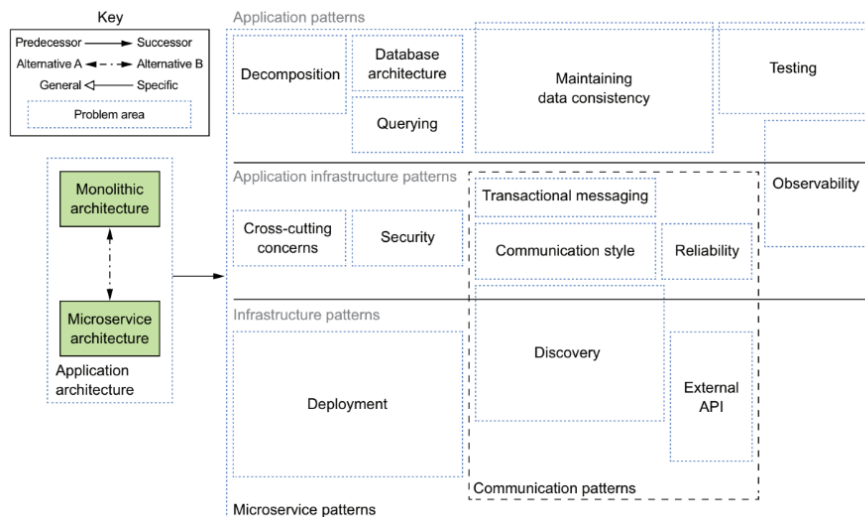 Key
Predecessor
Successor
Alternative A
Alternative B
General
Specific
Problem area
Monolithic
architecture
Microservice
architecture
Application
architecture
Application patterns
Decomposition
Database
architecture
Querying
Maintaining
data consistency
Testing
Observability
Application infrastructure patterns
Cross-cutting
concerns
Security
Transactional messaging
Communication style
Reliability
Infrastructure patterns
Deployment
Discovery
External
API
Microservice patterns
Communication patterns